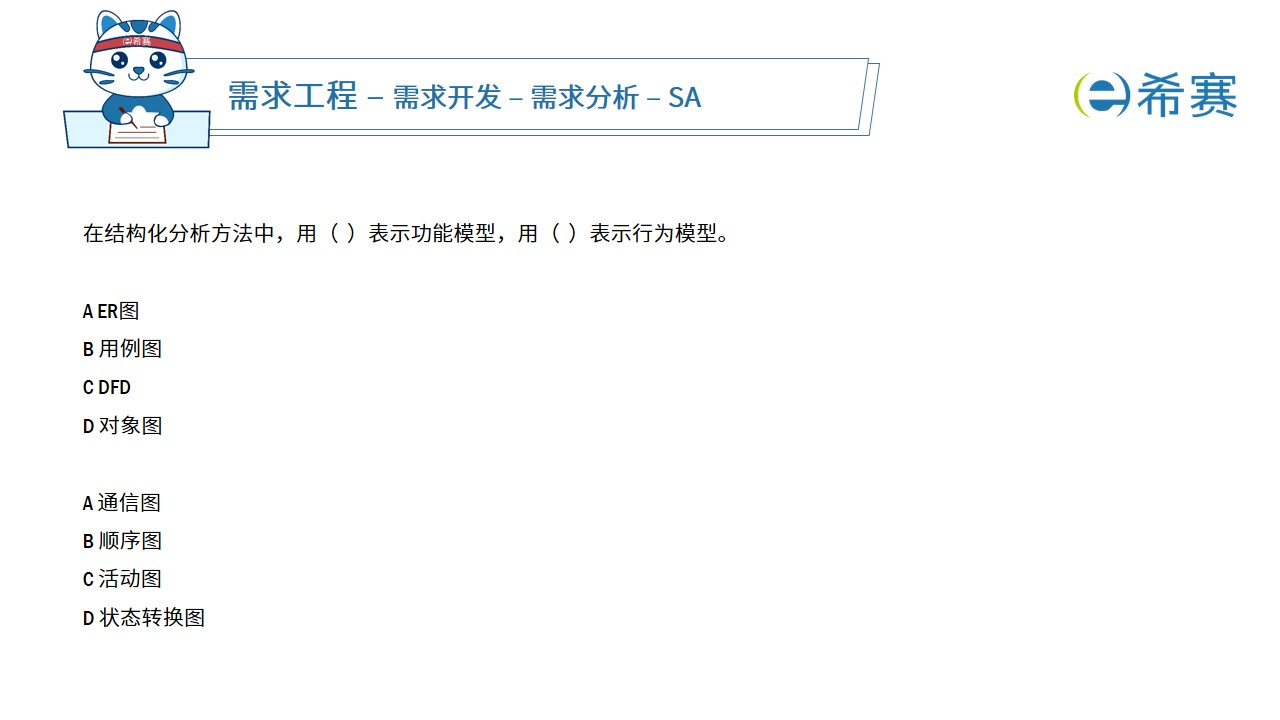 希赛
需求工程 – 需求开发 – 需求分析 – SA
希赛
在结构化分析方法中，用（ ）表示功能模型，用（ ）表示行为模型。
A ER图
B 用例图
C DFD
D 对象图
A 通信图
B 顺序图
C 活动图
D 状态转换图